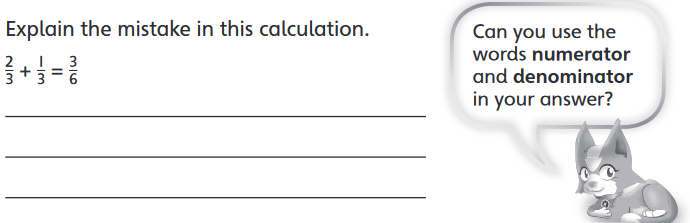 Explain the mistake in this calculation.
2/3 + 1/3 = 3/6
Can you use the
words numerator
and denominator
in your answer?